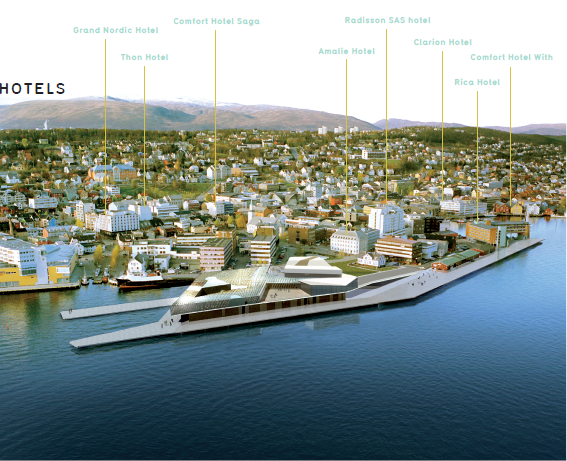 Grand Nordic Hotel
Comfort Hotel Saga
Radisson SAS hotel
Thon Hotel
Amalie Hotel
Clarion Hotel
Comfort Hotel With
Rica Hotel
HOTELS